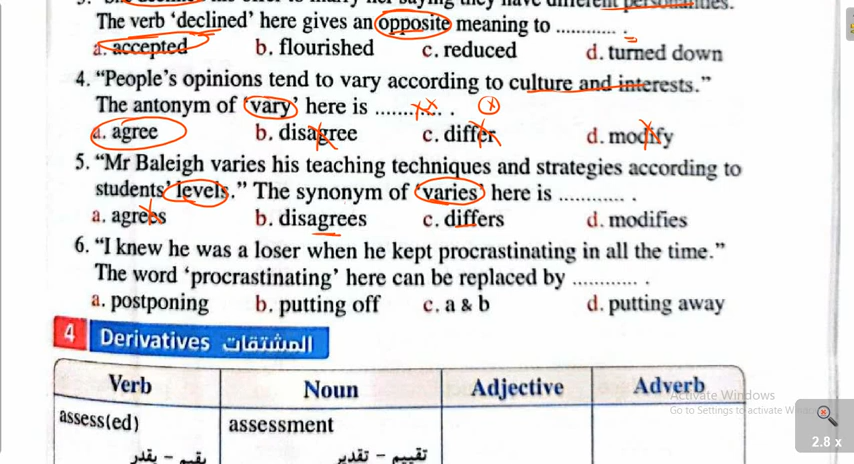 The verb ‘declined’ here gives an opposite meaning to ............ .
a. accepted b. flourished c. reduced d. turned down
4. “People’s opinions tend to vary according to culture and interests.”
The antonym of ‘vary’ here is ............ .
a. agree b. disagree c. differ d. modify
5. “Mr Baleigh varies his teaching techniques and strategies according to
students’ levels.” The synonym of ‘varies’ here is ............ .
a. agrees b. disagrees c. differs d. modifies
6. “I knew he was a loser when he kept procrastinating in all the time.”
The word ‘procrastinating’ here can be replaced by ............ .
a. postponing b. putting off c. a & b d. putting away
4 Derivatives المشتقات
Verb Noun Adjective Adverb
assess(ed) assessment
يقيم – يقدر تقييم – تقدير
Activate Windows
Go to Settings to activate
2.8 x